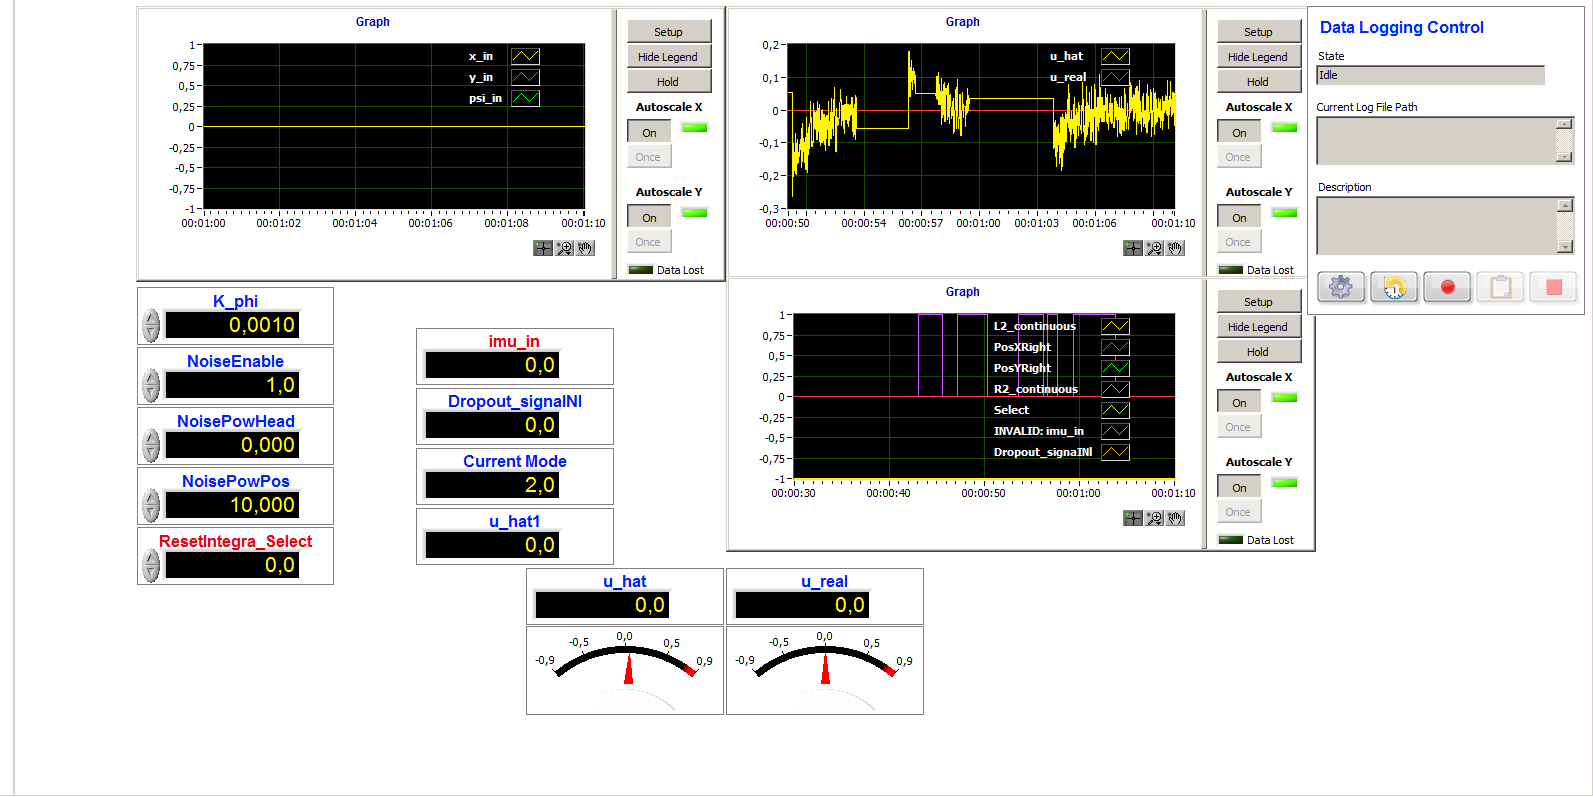 Graph
1
0,75
0,5
0,25
0
-0,25
-0,5
-0,75
-1
x_in
y_in
psi_in
00:01:00
00:01:02
00:01:04
00:01:06
00:01:08
00:01:10
Setup
Hide Legend
Hold
Autoscale X
On
Once
Autoscale Y
On
Once
Data Lost
Graph
0,2
0,1
0
-0,1
-0,2
-0,3
u_hat
u_real
00:00:50
00:00:54
00:00:57
00:01:00
00:01:03
00:01:06
00:01:10
Setup
Hide Legend
Hold
Autoscale X
On
Once
Autoscale Y
On
Once
Data Lost
Data Logging Control
State
Idle
Current Log File Path
Description
K_phi
0,0010
NoiseEnable
1,0
NoisePowHead
0,000
NoisePowPos
10,000
ResetIntegra_Select
0,0
imu_in
0,0
Dropout_signalNI
0,0
Current Mode
2,0
u_hat1
0,0
Graph
1
0,75
0,5
0,25
0
-0,25
-0,5
-0,75
-1
L2_continuous
PosXRight
PosYRight
R2_continuous
Select
INVALID: imu_in
Dropout_signalNI
00:00:30
00:00:40
00:00:50
00:01:00
00:01:10
Setup
Hide Legend
Hold
Autoscale X
On
Once
Autoscale Y
On
Once
Data Lost
u_hat
0,0
-0,9
-0,5
0,0
0,5
0,9
u_real
0,0
-0,9
-0,5
0,0
0,5
0,9